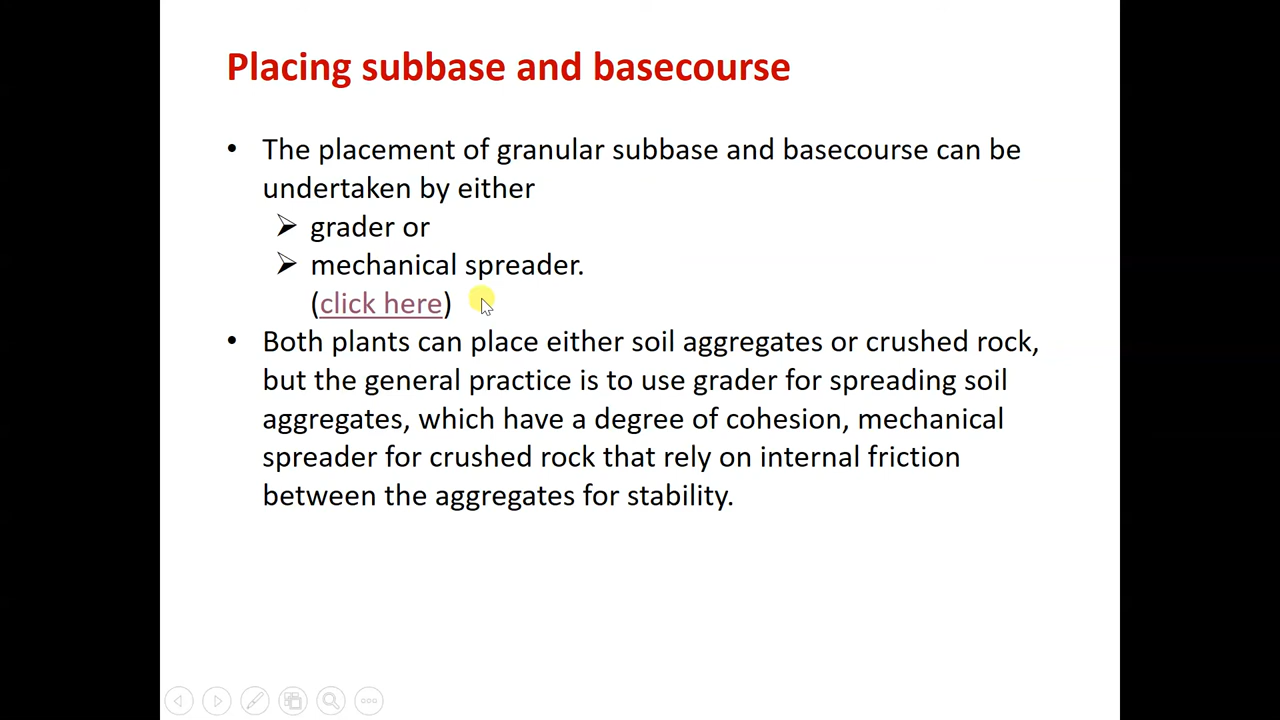 Placing subbase and basecourse
• The placement of granular subbase and basecourse can be
undertaken by either
➢ grader or
➢ mechanical spreader.
(click here)
• Both plants can place either soil aggregates or crushed rock,
but the general practice is to use grader for spreading soil
aggregates, which have a degree of cohesion, mechanical
spreader for crushed rock that rely on internal friction
between the aggregates for stability.